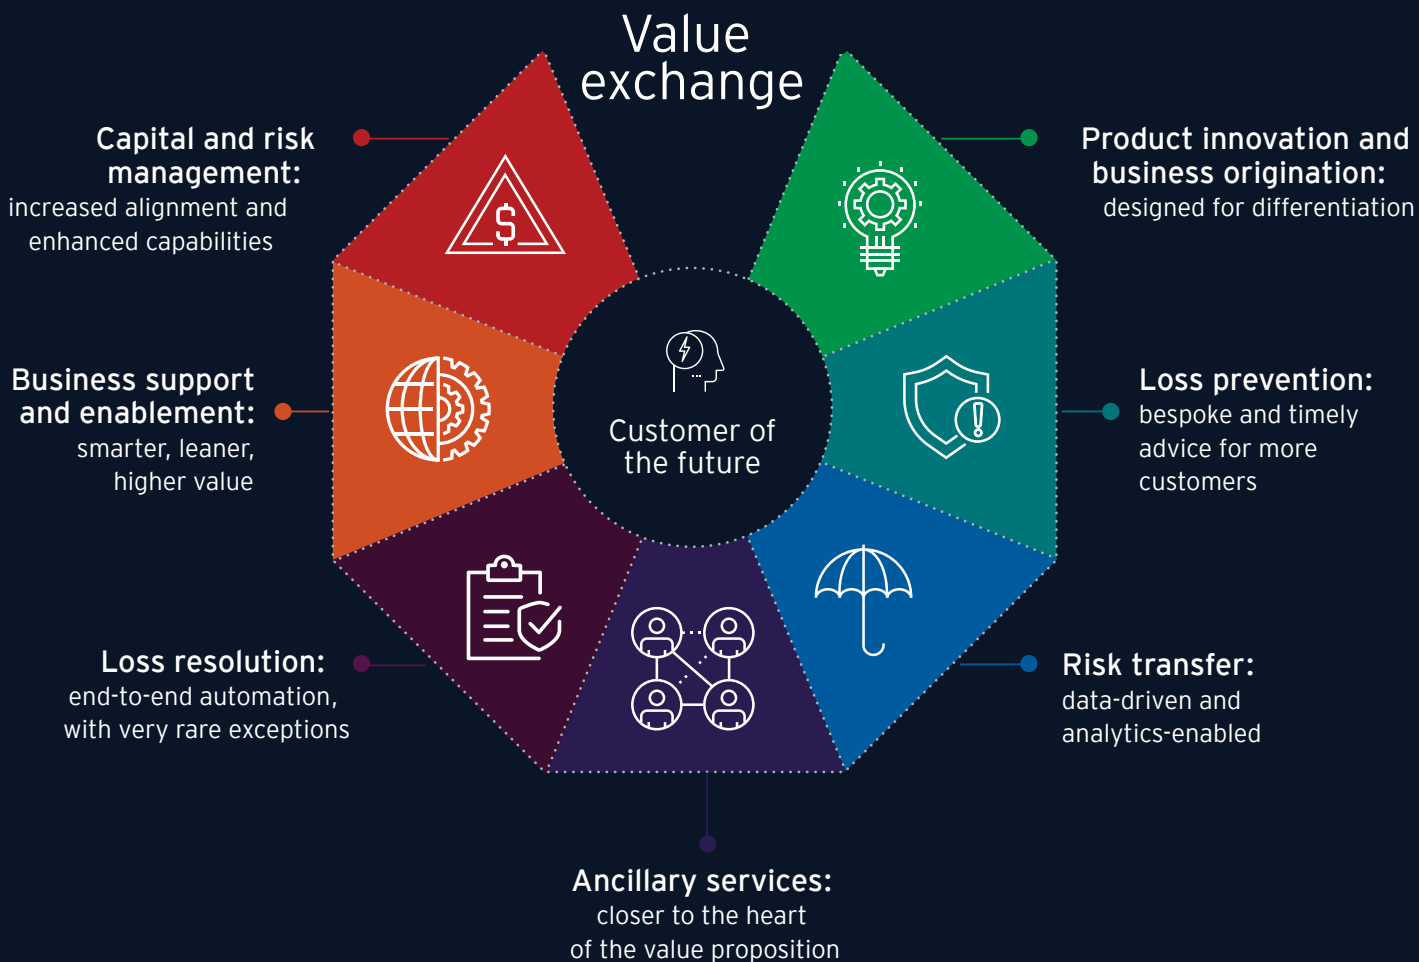 Value
exchange
Capital and risk
management:
increased alignment and
enhanced capabilities
Product innovation and
business origination:
designed for differentiation
Business support
and enablement:
smarter, leaner,
higher value
Customer of
the future
Loss prevention:
bespoke and timely
advice for more
customers
Loss resolution:
end-to-end automation,
with very rare exceptions
Risk transfer:
data-driven and
analytics-enabled
Ancillary services:
closer to the heart
of the value proposition